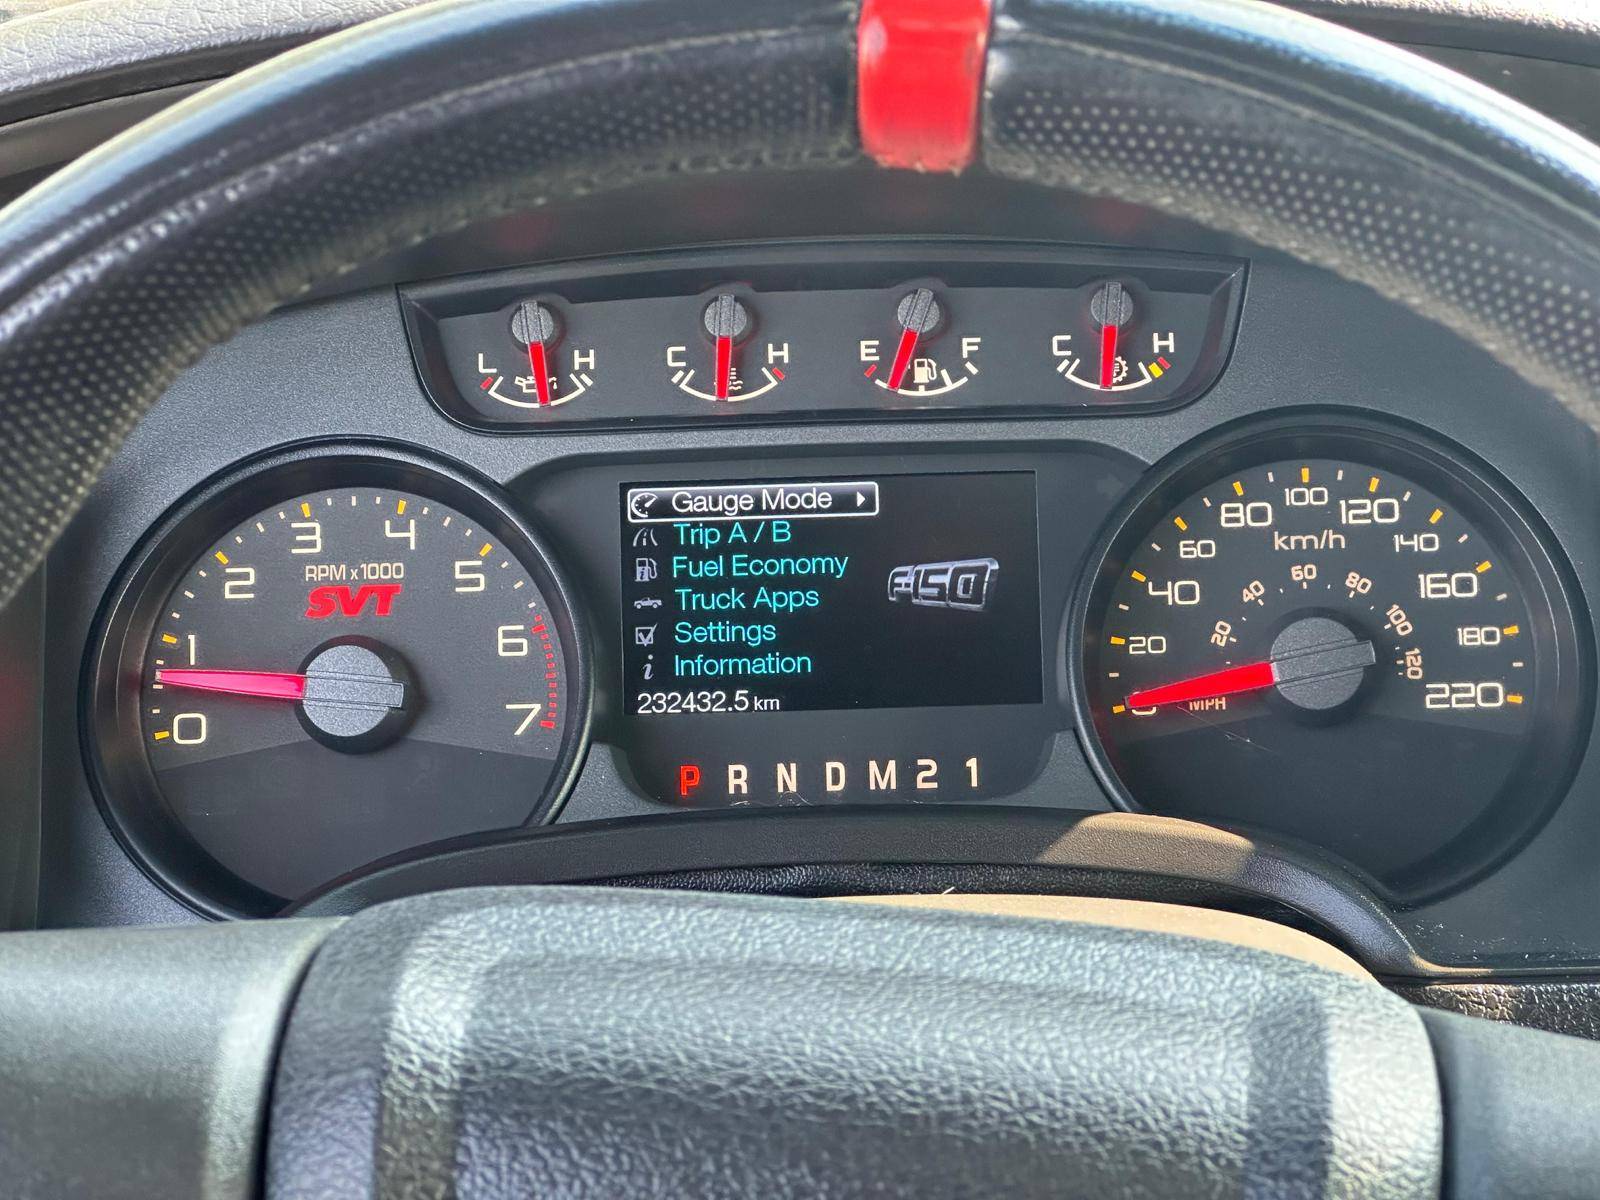 L H
C H
E F
C H
Gauge Mode
Trip A / B
Fuel Economy
Truck Apps
Settings
Information
232432.5 km
F150
P R N D M 2 1
0 1 2 3 4 5 6 7
RPM x1000
SVT
0 20 40 60 80 100 120 140 160 180 220
km/h
20 40 60 80 100 120
MPH